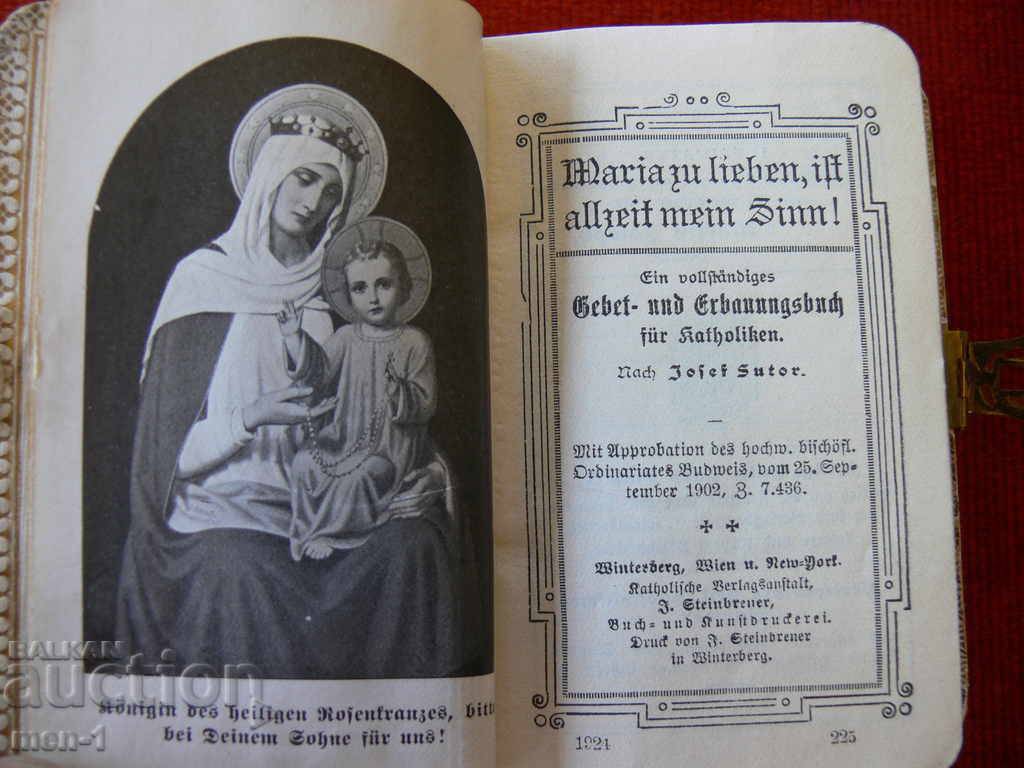 Königin des heiligen Rosenkranzes, bitte
bei Deinem Sohne für uns!
BALKAN
auction
men-1
Maria zu lieben, ist
allzeit mein Sinn!
Ein vollständiges
Gebet- und Erbauungsbuch
für Katholiken.
Nach Josef Sutor.
Mit Approbation des hochw. bischöfl.
Ordinariates Budweis, vom 25. Sep-
tember 1902, Z. 7.436.
Winterberg, Wien u. New-York.
Katholische Verlagsanstalt,
J. Steinbrener,
Buch- und Kunstdruckerei.
Druck von J. Steinbrener
in Winterberg.
1924 225